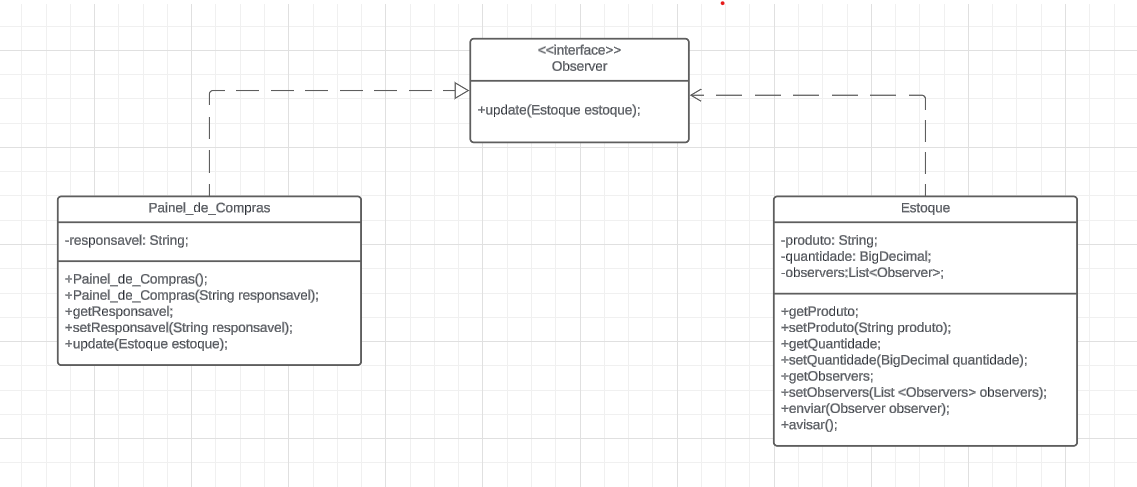 <<interface>>
Observer
+update(Estoque estoque);
Painel_de_Compras
-responsavel: String;
+Painel_de_Compras();
+Painel_de_Compras(String responsavel);
+getResponsavel;
+setResponsavel(String responsavel);
+update(Estoque estoque);
Estoque
-produto: String;
-quantidade: BigDecimal;
-observers:List<Observer>;
+getProduto;
+setProduto(String produto);
+getQuantidade;
+setQuantidade(BigDecimal quantidade);
+getObservers;
+setObservers(List <Observers> observers);
+enviar(Observer observer);
+avisar();